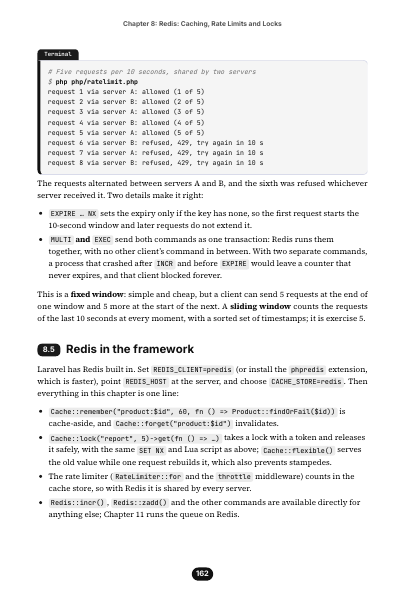 Chapter 8: Redis: Caching, Rate Limits and Locks
Terminal
# Five requests per 10 seconds, shared by two servers
$ php php/ratelimit.php
request 1 via server A: allowed (1 of 5)
request 2 via server B: allowed (2 of 5)
request 3 via server A: allowed (3 of 5)
request 4 via server B: allowed (4 of 5)
request 5 via server A: allowed (5 of 5)
request 6 via server B: refused, 429, try again in 10 s
request 7 via server A: refused, 429, try again in 10 s
request 8 via server B: refused, 429, try again in 10 s
The requests alternated between servers A and B, and the sixth was refused whichever
server received it. Two details make it right:
• EXPIRE … NX sets the expiry only if the key has none, so the first request starts the
10-second window and later requests do not extend it.
• MULTI and EXEC send both commands as one transaction: Redis runs them
together, with no other client's command in between. With two separate commands,
a process that crashed after INCR and before EXPIRE would leave a counter that
never expires, and that client blocked forever.
This is a fixed window: simple and cheap, but a client can send 5 requests at the end of
one window and 5 more at the start of the next. A sliding window counts the requests
of the last 10 seconds at every moment, with a sorted set of timestamps; it is exercise 5.
8.5 Redis in the framework
Laravel has Redis built in. Set REDIS_CLIENT=predis (or install the phpredis extension,
which is faster), point REDIS_HOST at the server, and choose CACHE_STORE=redis. Then
everything in this chapter is one line:
• Cache::remember("product:$id", 60, fn () => Product::findOrFail($id)) is
cache-aside, and Cache::forget("product:$id") invalidates.
• Cache::lock("report", 5)->get(fn () => …) takes a lock with a token and releases
it safely, with the same SET NX and Lua script as above; Cache::flexible() serves
the old value while one request rebuilds it, which also prevents stampedes.
• The rate limiter (RateLimiter::for and the throttle middleware) counts in the
cache store, so with Redis it is shared by every server.
• Redis::incr(), Redis::zadd() and the other commands are available directly for
anything else; Chapter 11 runs the queue on Redis.
162